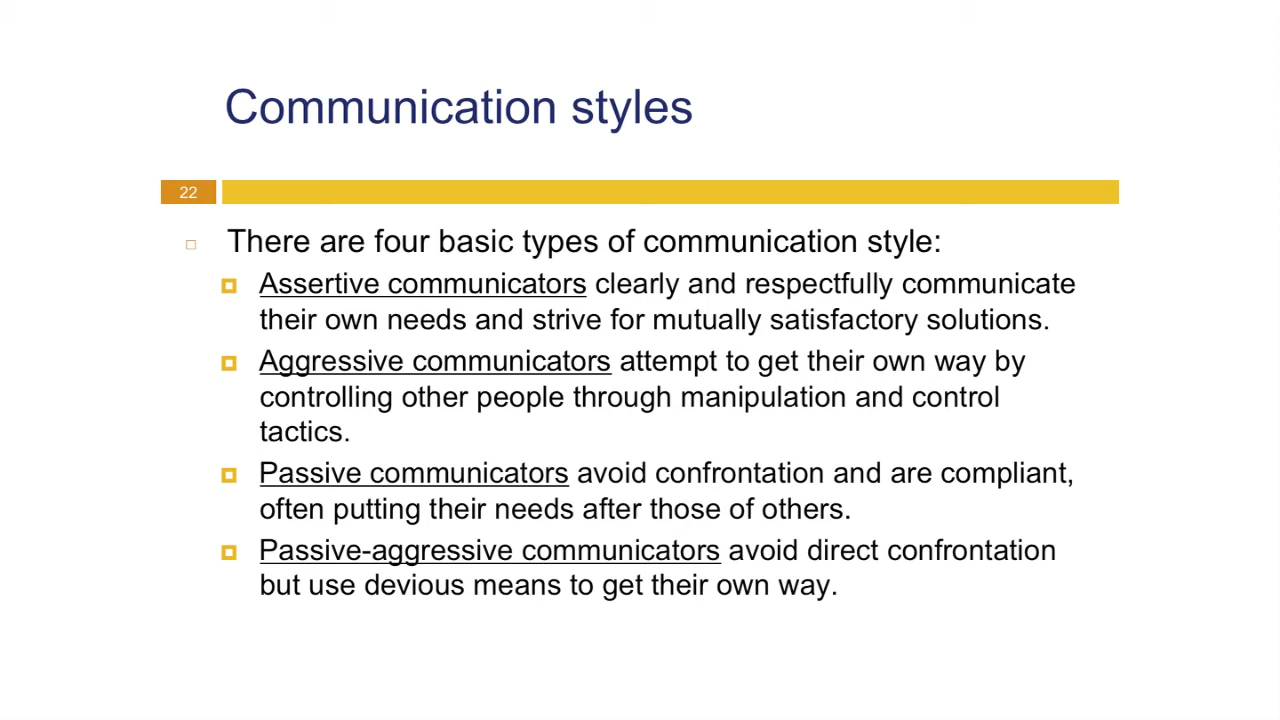 Communication styles
22
There are four basic types of communication style:
Assertive communicators clearly and respectfully communicate
their own needs and strive for mutually satisfactory solutions.
Aggressive communicators attempt to get their own way by
controlling other people through manipulation and control
tactics.
Passive communicators avoid confrontation and are compliant,
often putting their needs after those of others.
Passive-aggressive communicators avoid direct confrontation
but use devious means to get their own way.